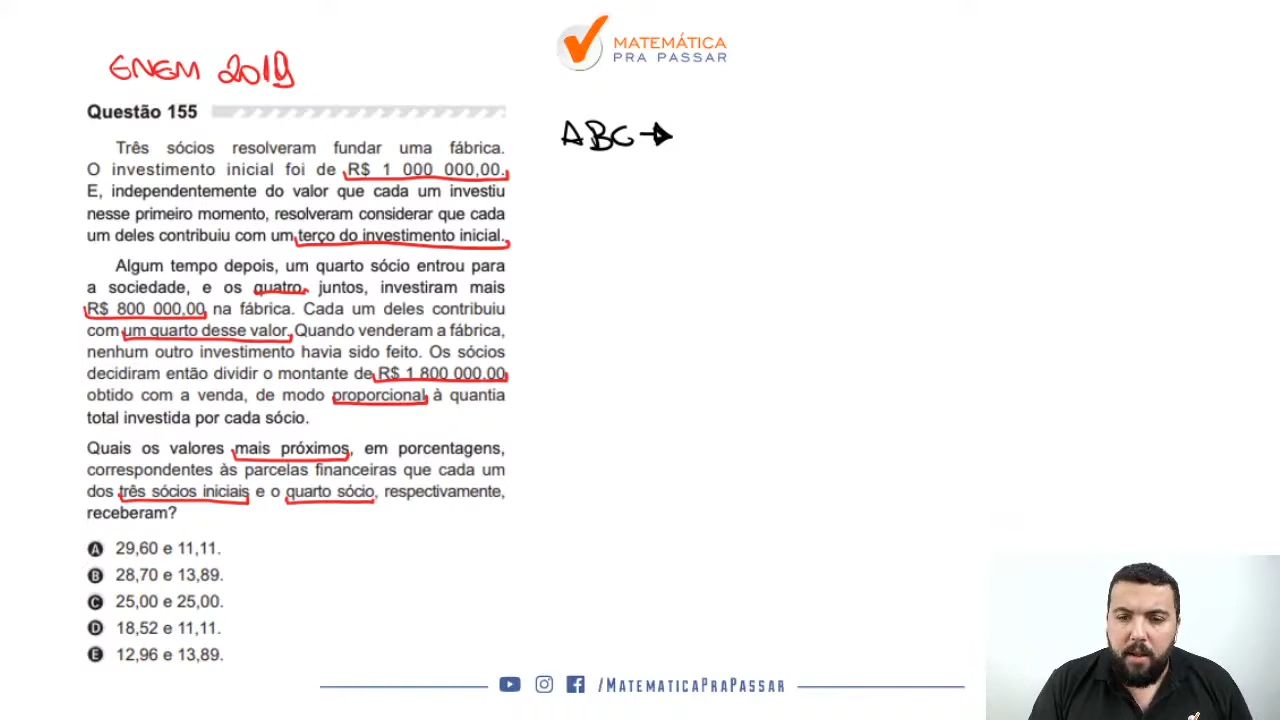 MATEMÁTICA
PRA PASSAR
ENEM 2019
Questão 155
Três sócios resolveram fundar uma fábrica.
O investimento inicial foi de R$ 1 000 000,00.
E, independentemente do valor que cada um investiu
nesse primeiro momento, resolveram considerar que cada
um deles contribuiu com um terço do investimento inicial.
Algum tempo depois, um quarto sócio entrou para
a sociedade, e os quatro, juntos, investiram mais
R$ 800 000,00 na fábrica. Cada um deles contribuiu
com um quarto desse valor. Quando venderam a fábrica,
nenhum outro investimento havia sido feito. Os sócios
decidiram então dividir o montante de R$ 1 800 000,00
obtido com a venda, de modo proporcional à quantia
total investida por cada sócio.
Quais os valores mais próximos, em porcentagens,
correspondentes às parcelas financeiras que cada um
dos três sócios iniciais e o quarto sócio, respectivamente,
receberam?
A 29,60 e 11,11.
B 28,70 e 13,89.
C 25,00 e 25,00.
D 18,52 e 11,11.
E 12,96 e 13,89.
ABC →
/MATEMATICAPRAPASSAR